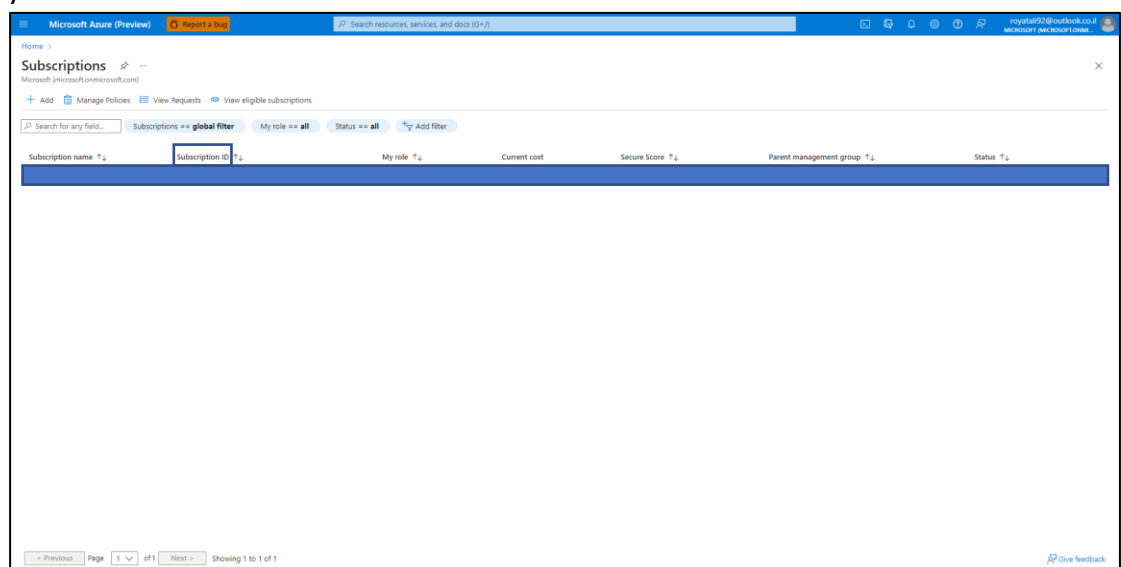 Microsoft Azure (Preview) Report a bug Search resources, services, and docs (G+/) royatali92@outlook.co.il
MICROSOFT (MICROSOFT.ONMI...
Home >
Subscriptions
Microsoft (microsoft.onmicrosoft.com)
+ Add Manage Policies View Requests View eligible subscriptions
Search for any field... Subscriptions == global filter My role == all Status == all Add filter
Subscription name ↑↓ Subscription ID ↑↓ My role ↑↓ Current cost Secure Score ↑↓ Parent management group ↑↓ Status ↑↓
< Previous Page 1 of 1 Next > Showing 1 to 1 of 1 Give feedback